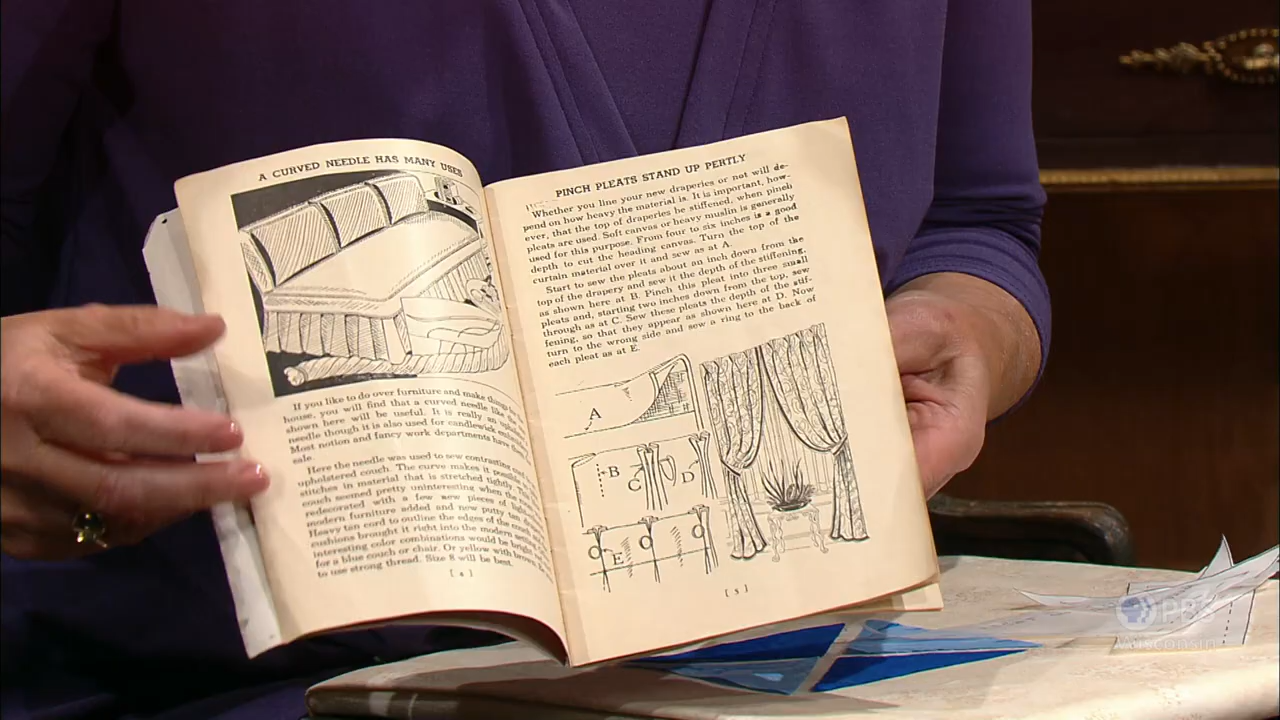 A CURVED NEEDLE HAS MANY USES
If you like to do over furniture and make things for
house, you will find that a curved needle like the
shown here will be useful. It is really an
needle though it is also used for candlewick
Most notion and fancy work departments have
sale.
Here the needle was used to sew contrasting
upholstered couch. The curve makes it possible
stitches in material that is stretched tightly.
couch seemed pretty uninteresting when the
redecorated with a few new pieces of
modern furniture added and new putty tan
Heavy tan cord to outline the edges of the couch
cushions brought it right into the modern setting.
interesting color combinations would be
for a blue couch or chair. Or yellow with brown.
to use strong thread. Size 8 will be best.
[ 4 ]
PINCH PLEATS STAND UP PERTLY
Whether you line your new draperies or not will de-
pend on how heavy the material is. It is important, how-
ever, that the top of draperies be stiffened, when pinch
pleats are used. Soft canvas or heavy muslin is generally
used for this purpose. From four to six inches is a good
depth to cut the heading canvas. Turn the top of the
curtain material over it and sew as at A.
Start to sew the pleats about an inch down from the
top of the drapery and sew it the depth of the stiffening,
as shown here at B. Pinch this pleat into three small
pleats and, starting two inches down from the top, sew
through as at C. Sew these pleats the depth of the stif-
fening, so that they appear as shown here at D. Now
turn to the wrong side and sew a ring to the back of
each pleat as at E.
A
B
C
D
E
[ 5 ]
PBS
Wisconsin